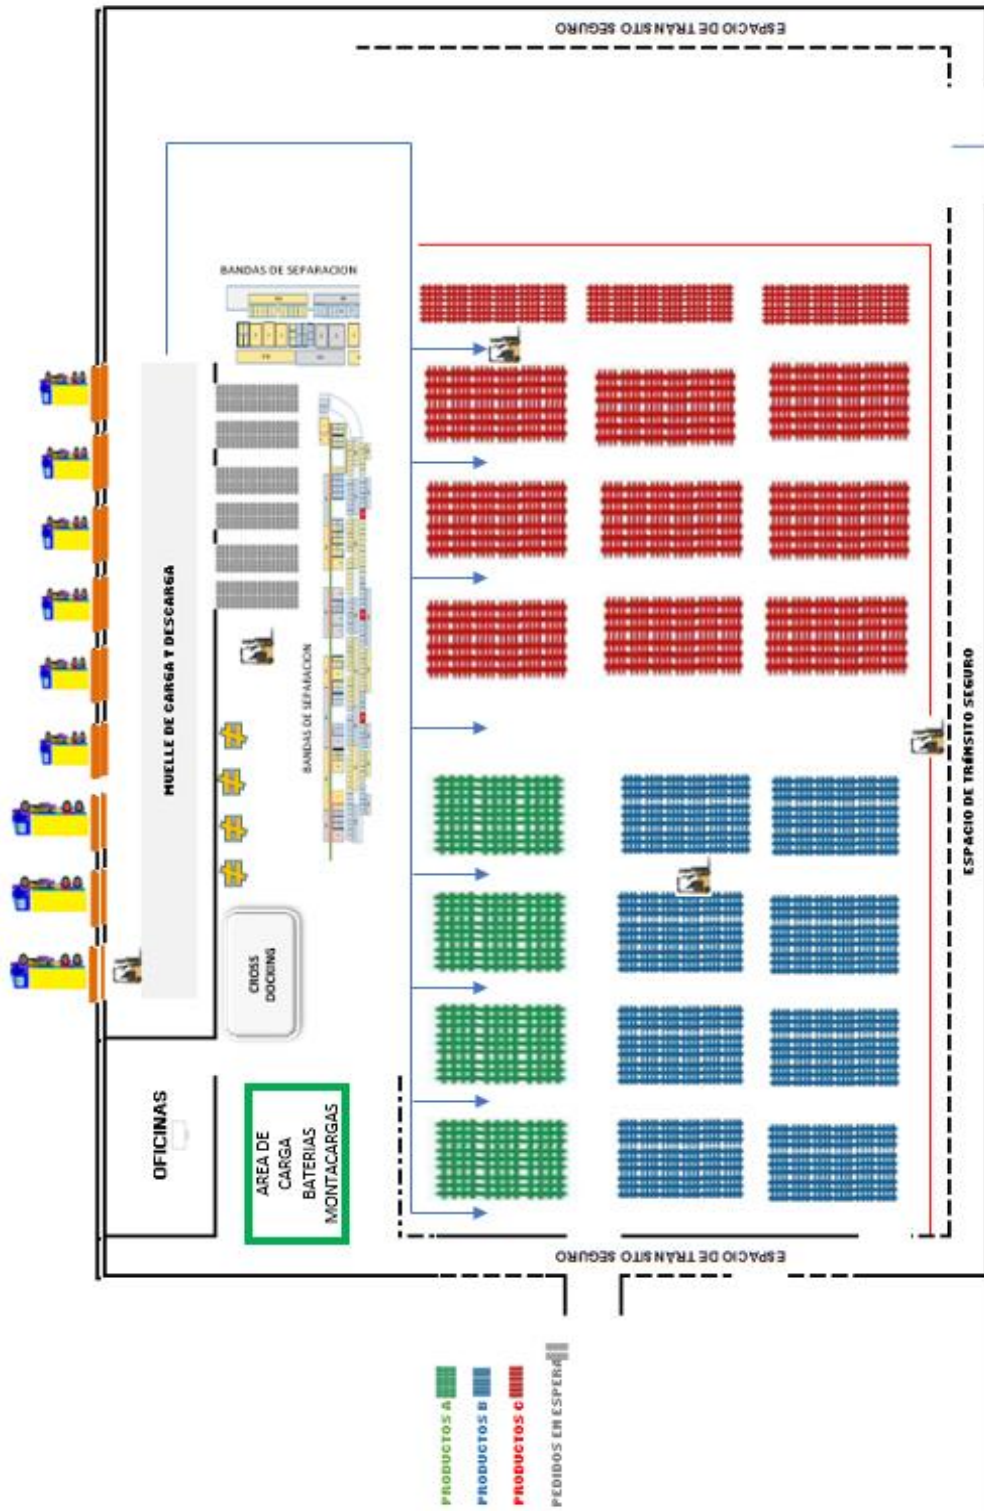 ESPACIO DE TRÁNSITO SEGURO
BANDAS DE SEPARACION
MUELLE DE CARGA Y DESCARGA
BANDAS DE SEPARACION
ESPACIO DE TRÁNSITO SEGURO
CROSS
DOCKING
OFICINAS
AREA DE
CARGA
BATERIAS
MONTACARGAS
ESPACIO DE TRÁNSITO SEGURO
PRODUCTOS A
PRODUCTOS B
PRODUCTOS C
PEDIDOS EN ESPERA